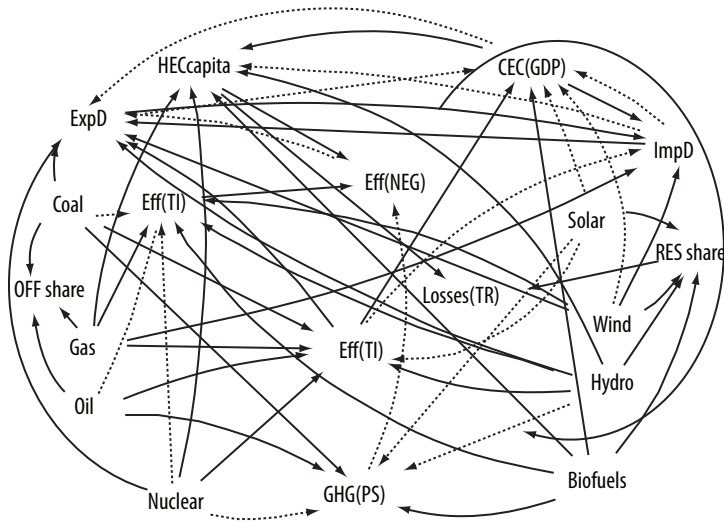 HECcapita
CEC(GDP)
ExpD
ImpD
Eff(NEG)
Coal
Eff(TI)
Solar
RES share
OFF share
Losses(TR)
Wind
Gas
Eff(TI)
Hydro
Oil
Biofuels
Nuclear
GHG(PS)